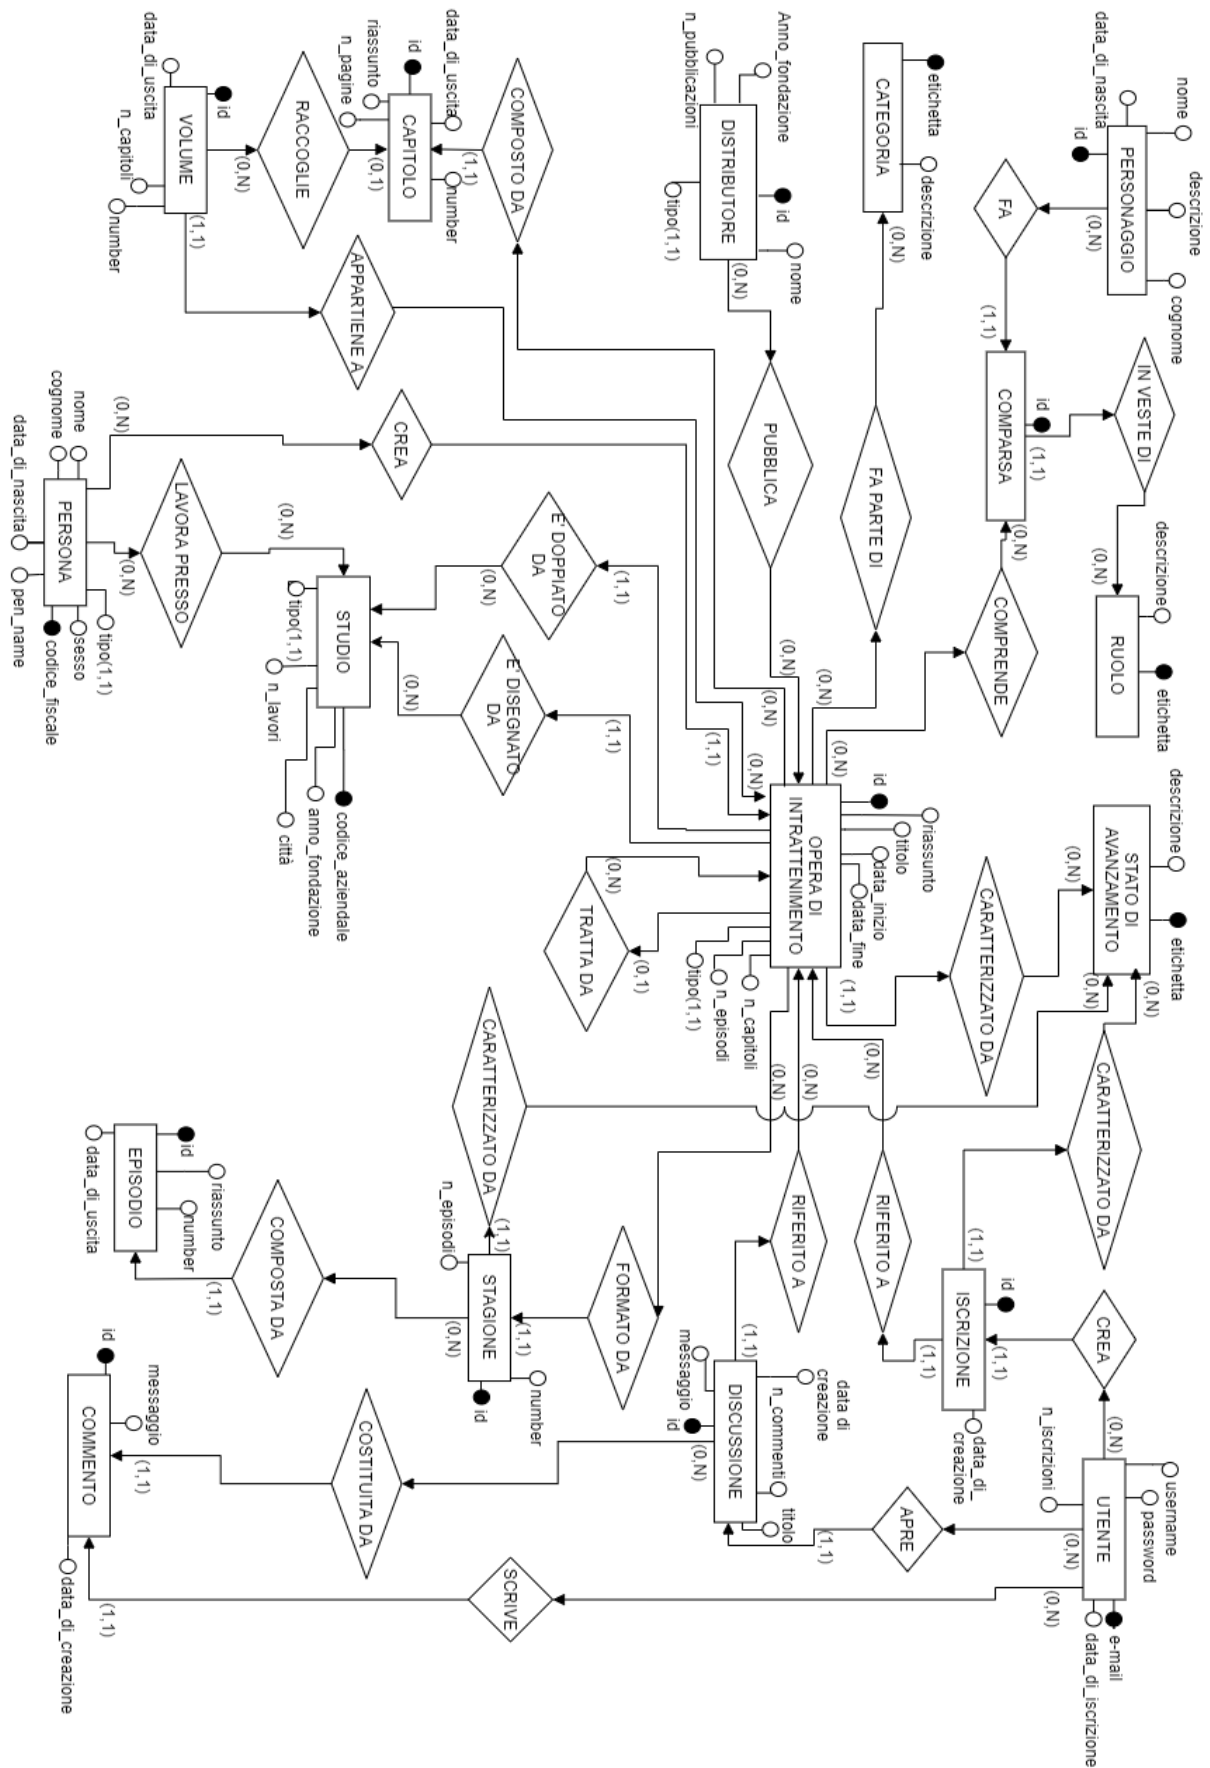 nome
descrizione
cognome
data_di_nascita
id
PERSONAGGIO
(0,N)
FA
(1,1)
COMPARSA
id
(1,1)
IN VESTE DI
(0,N)
descrizione
etichetta
RUOLO
(0,N)
COMPRENDE
(0,N)
descrizione
etichetta
STATO DI
AVANZAMENTO
(0,N)
(0,N)
(0,N)
CARATTERIZZATO DA
(1,1)
CARATTERIZZATO DA
(1,1)
ISCRIZIONE
id
data_di_
creazione
(1,1)
(1,1)
CREA
(0,N)
username
password
n_iscrizioni
UTENTE
e-mail
data_di_iscrizione
(0,N)
(0,N)
etichetta
descrizione
CATEGORIA
(0,N)
FA PARTE DI
(0,N)
Anno_fondazione
n_pubblicazioni
id
nome
tipo(1,1)
DISTRIBUTORE
(0,N)
PUBBLICA
(0,N)
id
riassunto
titolo
data_inizio
data_fine
OPERA DI
INTRATTENIMENTO
n_capitoli
n_episodi
tipo(1,1)
RIFERITO A
(0,N)
RIFERITO A
(0,N)
(0,N)
APRE
(1,1)
data di
creazione
n_commenti
titolo
messaggio
id
DISCUSSIONE
(1,1)
(0,N)
COMPOSTO DA
(0,N)
(1,1)
data_di_uscita
number
id
riassunto
n_pagine
CAPITOLO
(0,1)
RACCOGLIE
(0,N)
id
data_di_uscita
n_capitoli
number
VOLUME
(1,1)
APPARTIENE A
(0,N)
CREA
(0,N)
(1,1)
nome
cognome
data_di_nascita
pen_name
tipo(1,1)
sesso
codice_fiscale
PERSONA
(0,N)
LAVORA PRESSO
(0,N)
STUDIO
tipo(1,1)
n_lavori
codice_aziendale
anno_fondazione
città
E' DOPPIATO
DA
(1,1)
(0,N)
E' DISEGNATO
DA
(1,1)
(0,N)
TRATTA DA
(0,N)
(0,1)
FORMATO DA
(1,1)
CARATTERIZZATO DA
(1,1)
n_episodi
number
id
STAGIONE
(0,N)
COMPOSTA DA
(1,1)
id
riassunto
number
data_di_uscita
EPISODIO
COSTITUITA DA
(1,1)
SCRIVE
(1,1)
id
messaggio
data_di_creazione
COMMENTO